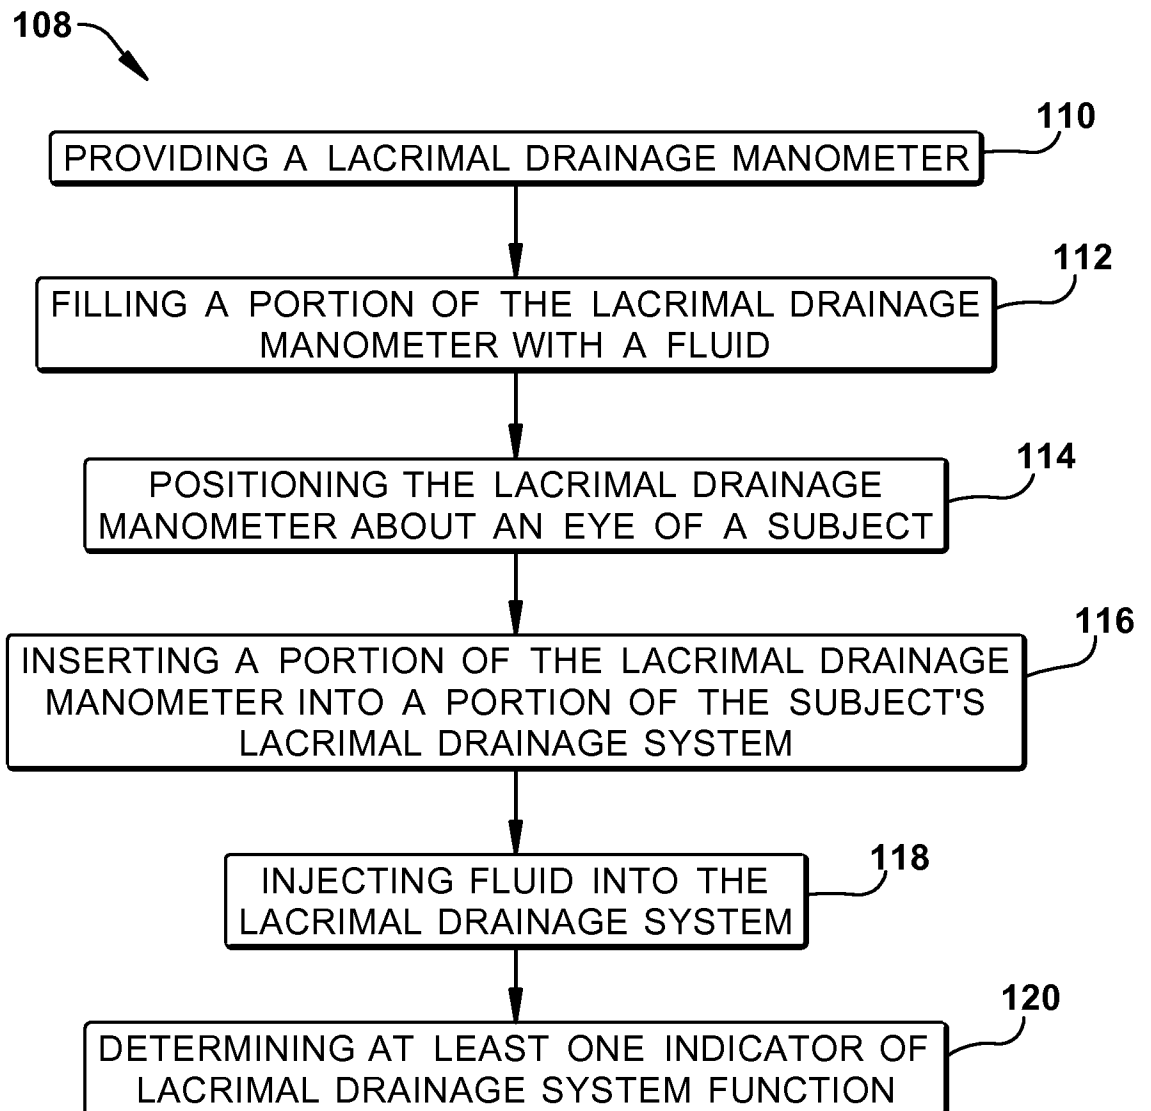 108
110
PROVIDING A LACRIMAL DRAINAGE MANOMETER
112
FILLING A PORTION OF THE LACRIMAL DRAINAGE
MANOMETER WITH A FLUID
114
POSITIONING THE LACRIMAL DRAINAGE
MANOMETER ABOUT AN EYE OF A SUBJECT
116
INSERTING A PORTION OF THE LACRIMAL DRAINAGE
MANOMETER INTO A PORTION OF THE SUBJECT'S
LACRIMAL DRAINAGE SYSTEM
118
INJECTING FLUID INTO THE
LACRIMAL DRAINAGE SYSTEM
120
DETERMINING AT LEAST ONE INDICATOR OF
LACRIMAL DRAINAGE SYSTEM FUNCTION